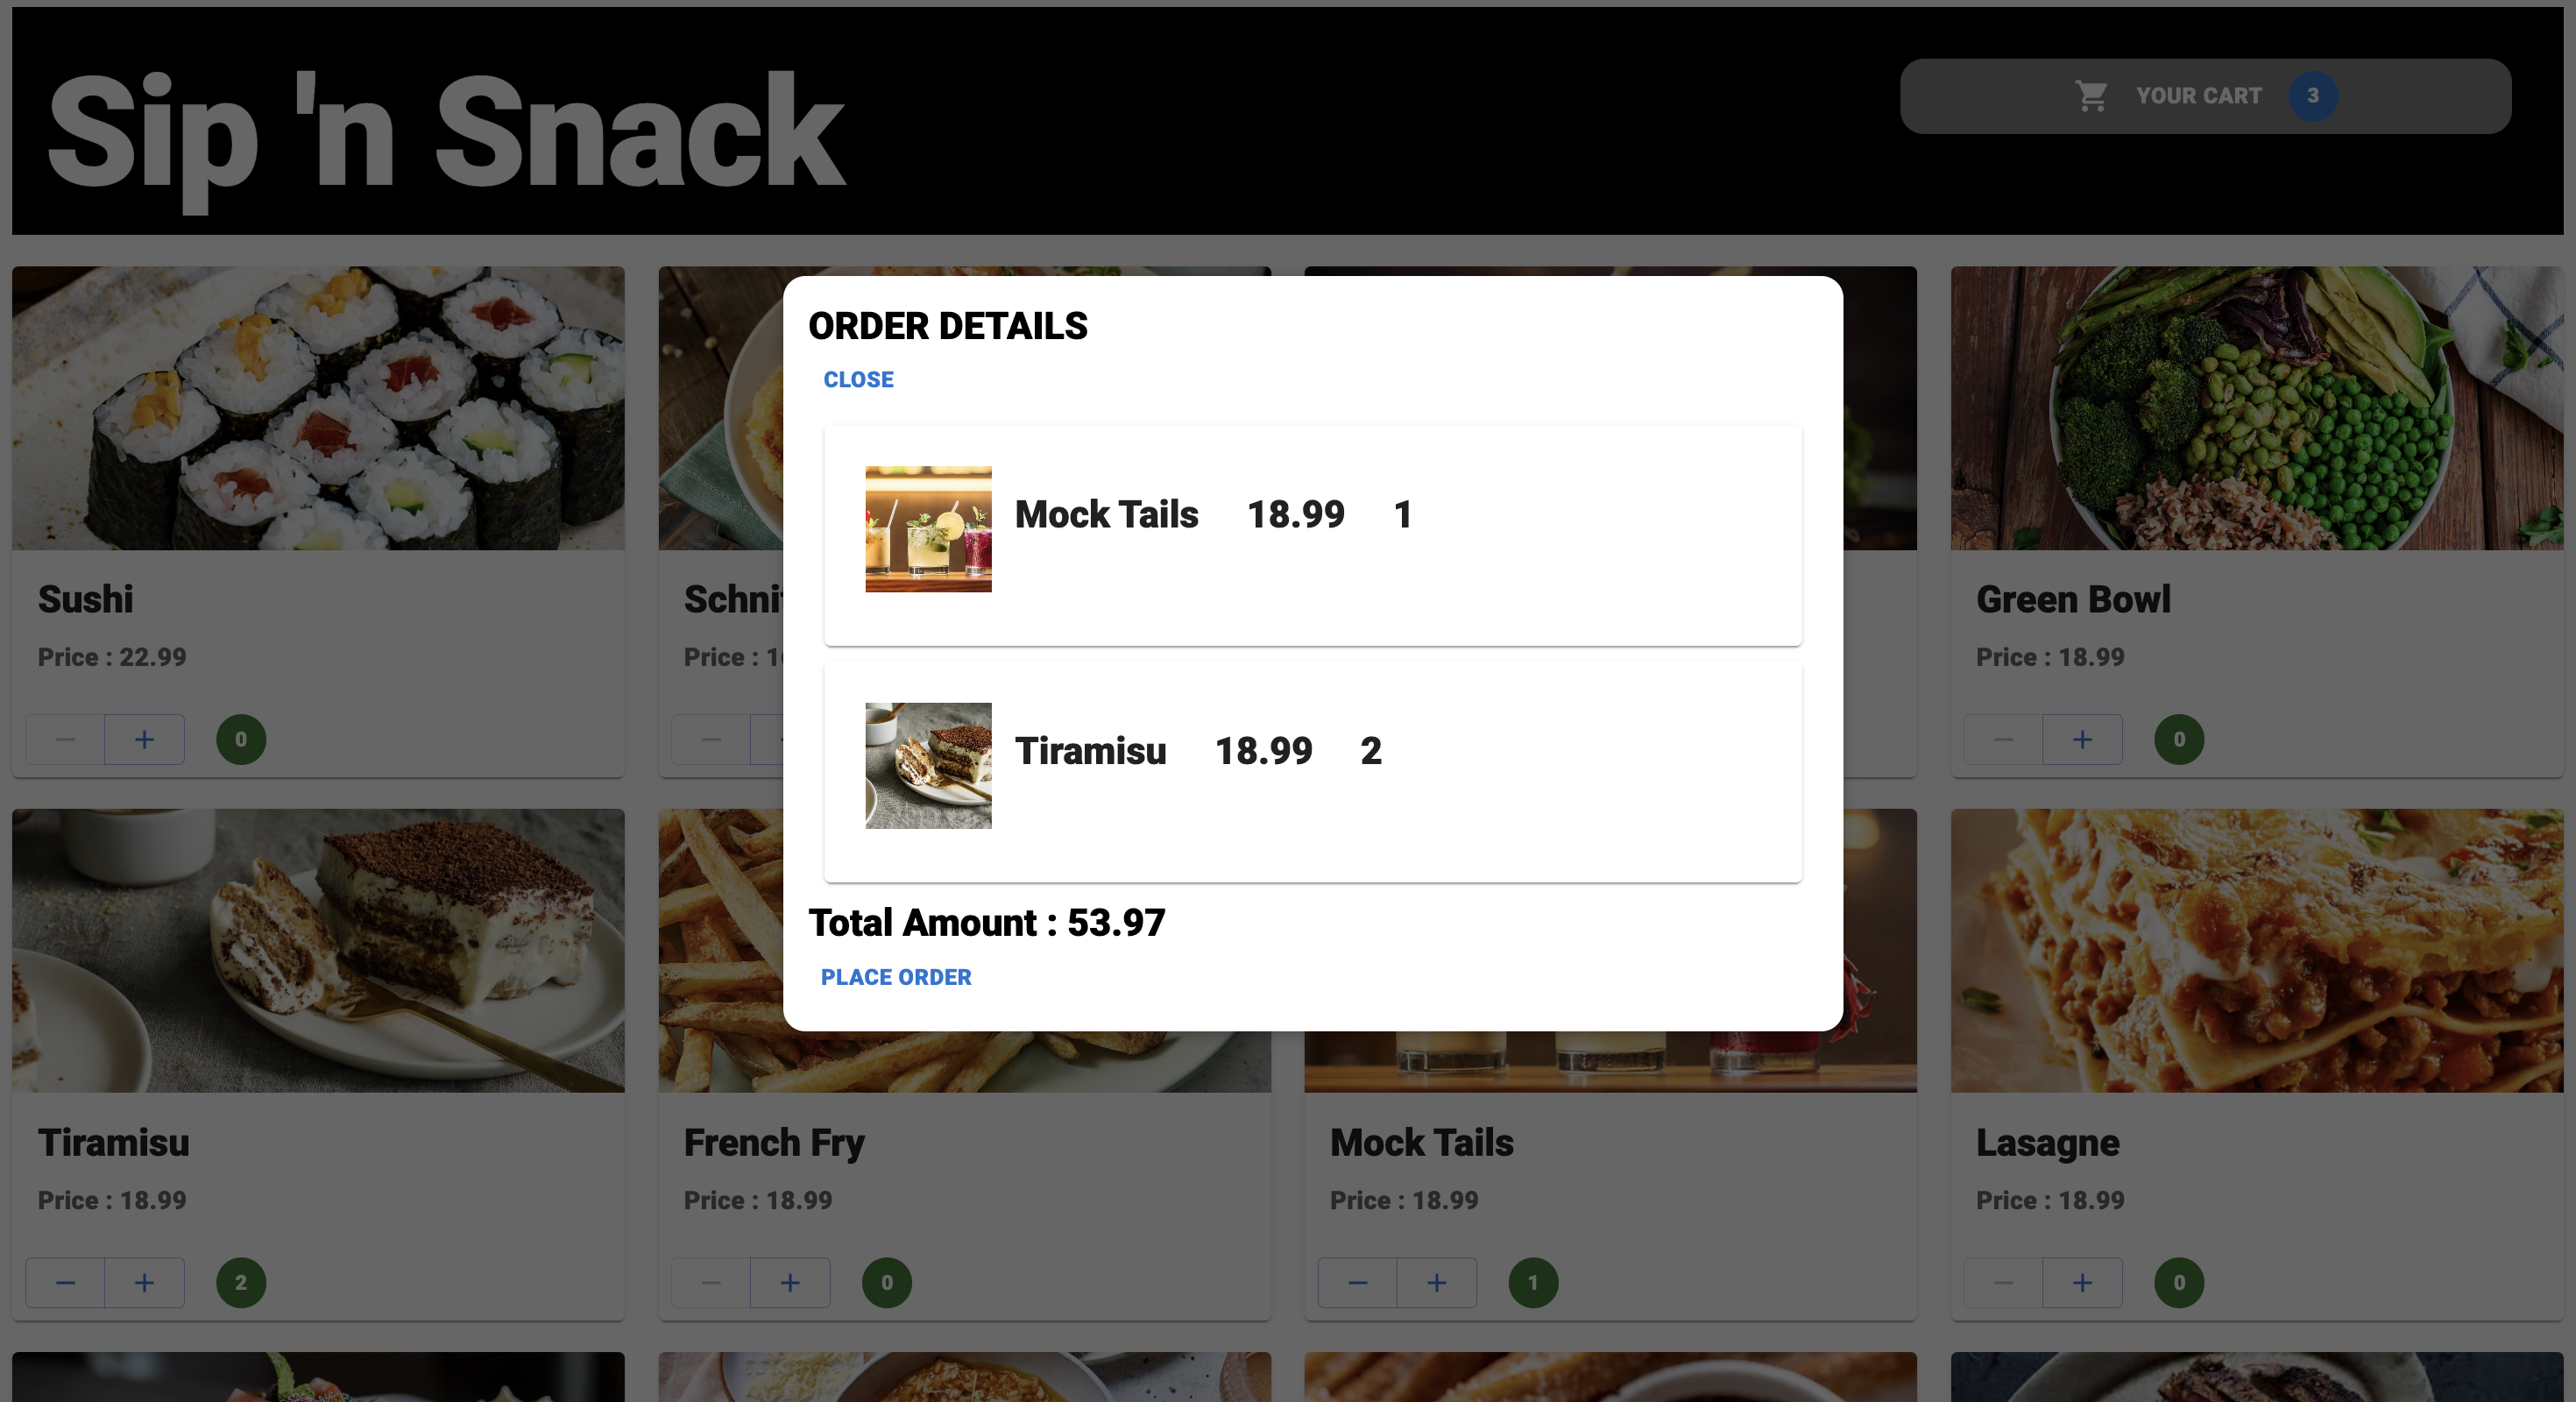 Sip 'n Snack
YOUR CART 3
ORDER DETAILS
CLOSE
Mock Tails 18.99 1
Tiramisu 18.99 2
Total Amount : 53.97
PLACE ORDER
Sushi
Price : 22.99
0
Price :
Green Bowl
Price : 18.99
0
Tiramisu
Price : 18.99
2
French Fry
Price : 18.99
0
Mock Tails
Price : 18.99
1
Lasagne
Price : 18.99
0